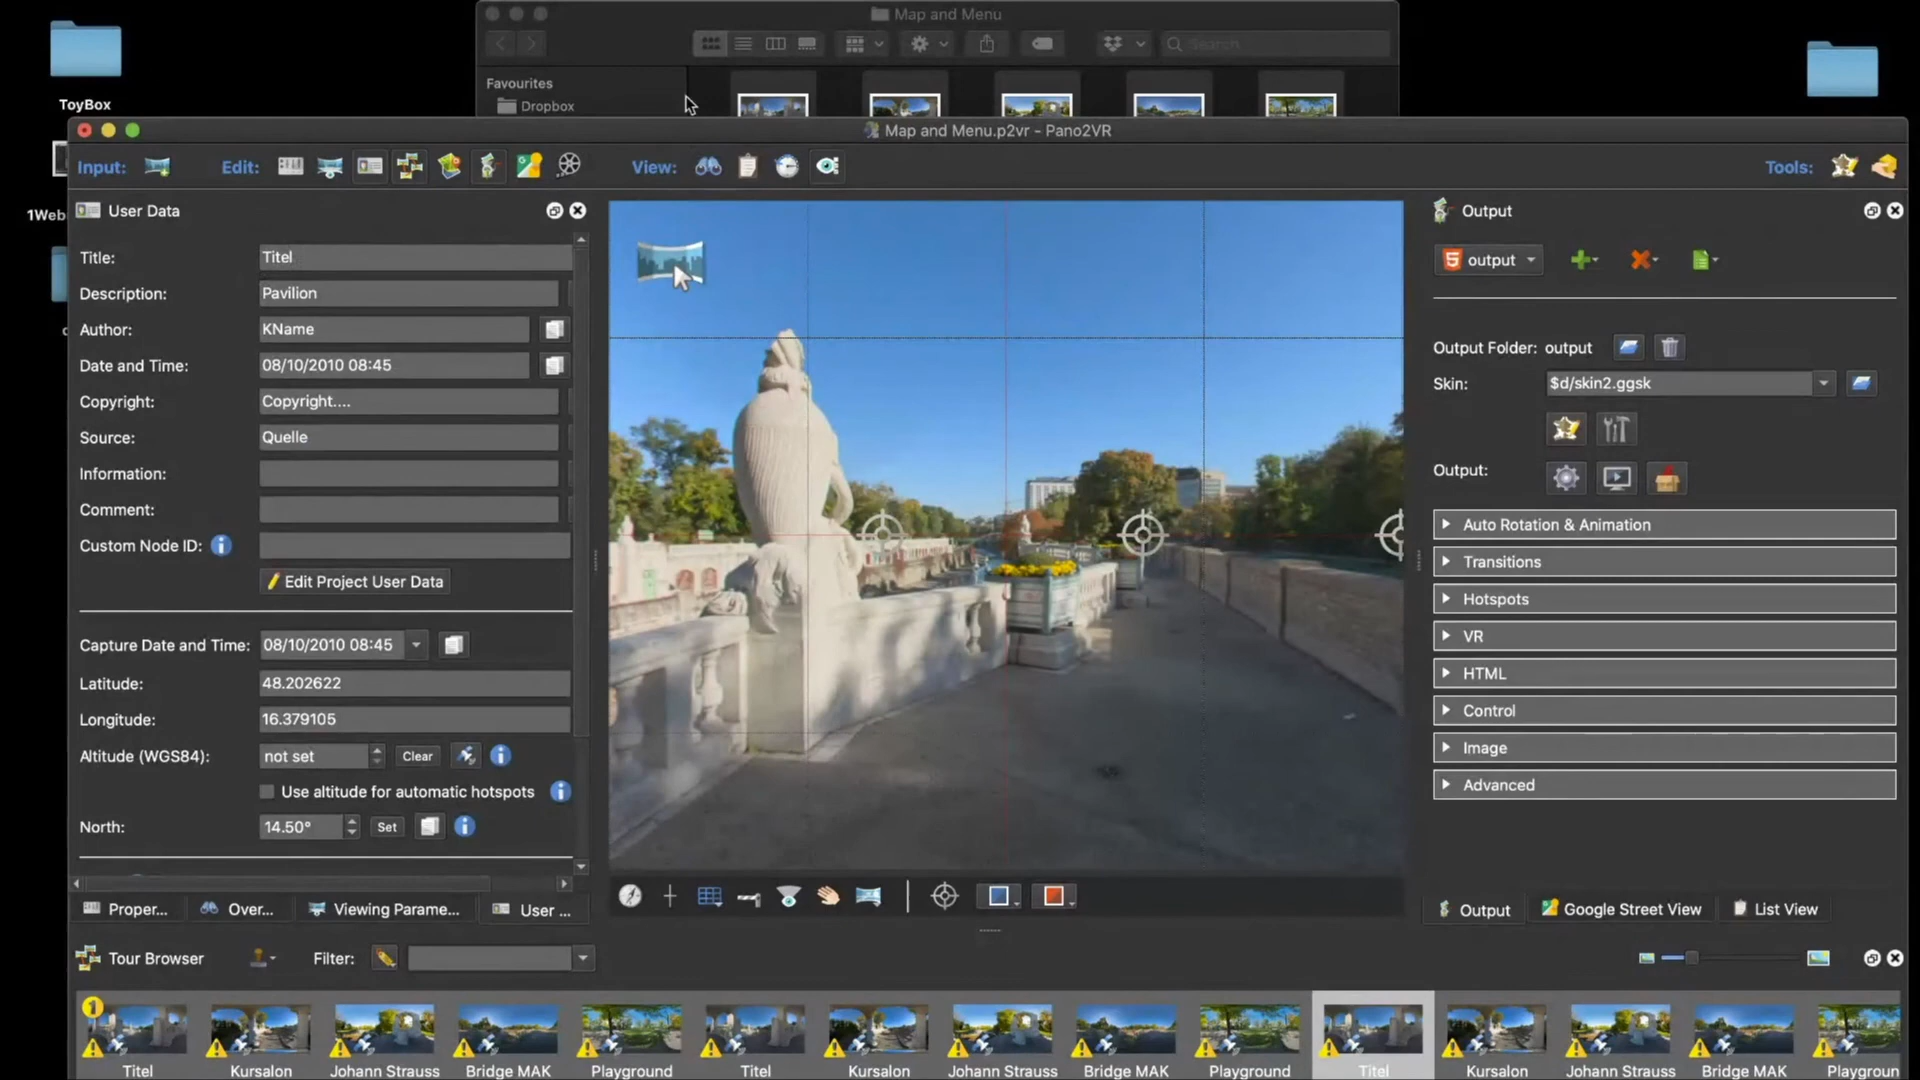 Map and Menu
Search
ToyBox
Favourites
Dropbox
Map and Menu.p2vr - Pano2VR
Input:
Edit:
View:
Tools:
1Web
User Data
Title:
Titel
Description:
Pavilion
Author:
KName
Date and Time:
08/10/2010 08:45
Copyright:
Copyright....
Source:
Quelle
Information:
Comment:
Custom Node ID:
Edit Project User Data
Capture Date and Time:
08/10/2010 08:45
Latitude:
48.202622
Longitude:
16.379105
Altitude (WGS84):
not set
Clear
Use altitude for automatic hotspots
North:
14.50°
Set
Proper...
Over...
Viewing Parame...
User ...
Output
output
Output Folder: output
Skin:
$d/skin2.ggsk
Output:
Auto Rotation & Animation
Transitions
Hotspots
VR
HTML
Control
Image
Advanced
Output
Google Street View
List View
Tour Browser
Filter:
1
Titel
Kursalon
Johann Strauss
Bridge MAK
Playground
Titel
Kursalon
Johann Strauss
Bridge MAK
Playground
Titel
Kursalon
Johann Strauss
Bridge MAK
Playgroun